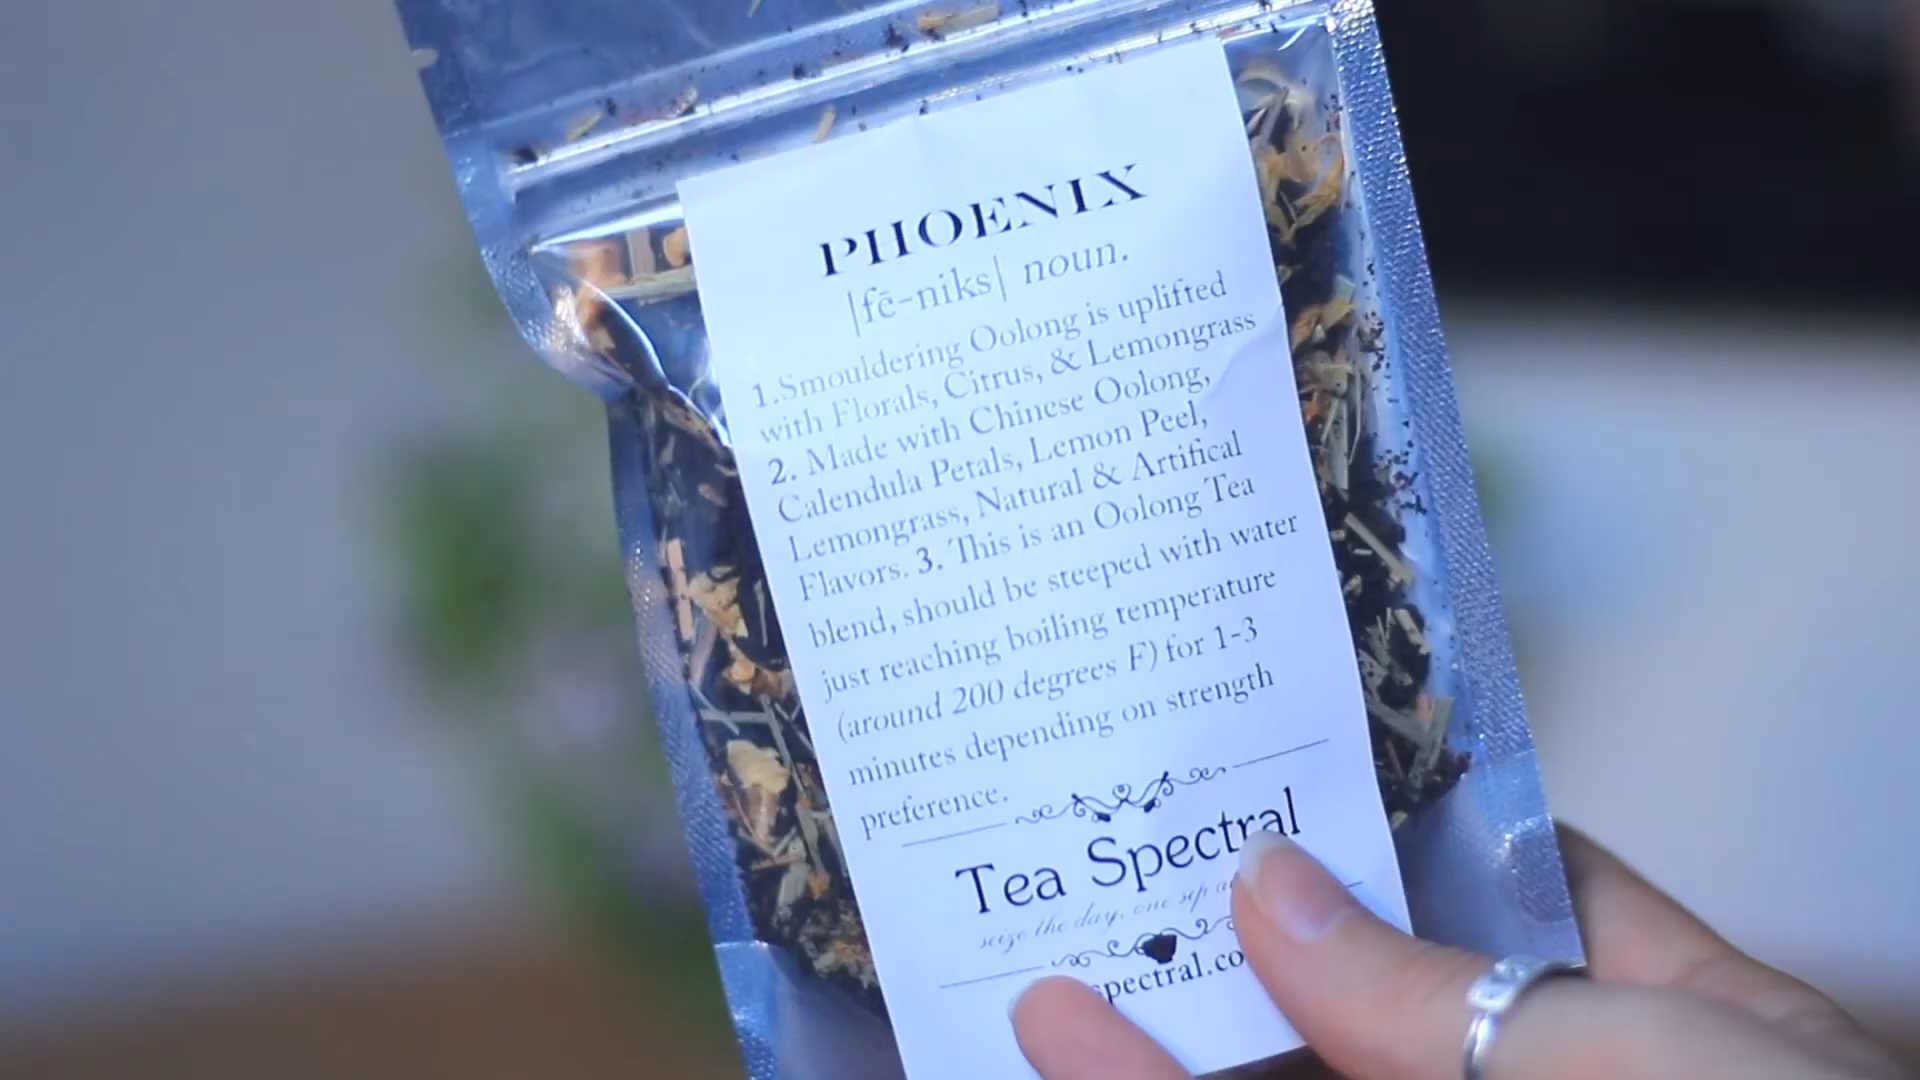 PHOENIX
|fē-niks| noun.
1.Smouldering Oolong is uplifted
with Florals, Citrus, & Lemongrass
2. Made with Chinese Oolong,
Calendula Petals, Lemon Peel,
Lemongrass, Natural & Artifical
Flavors. 3. This is an Oolong Tea
blend, should be steeped with water
just reaching boiling temperature
(around 200 degrees F) for 1-3
minutes depending on strength
preference.
Tea Spectral
seize the day, one sip
spectral.co